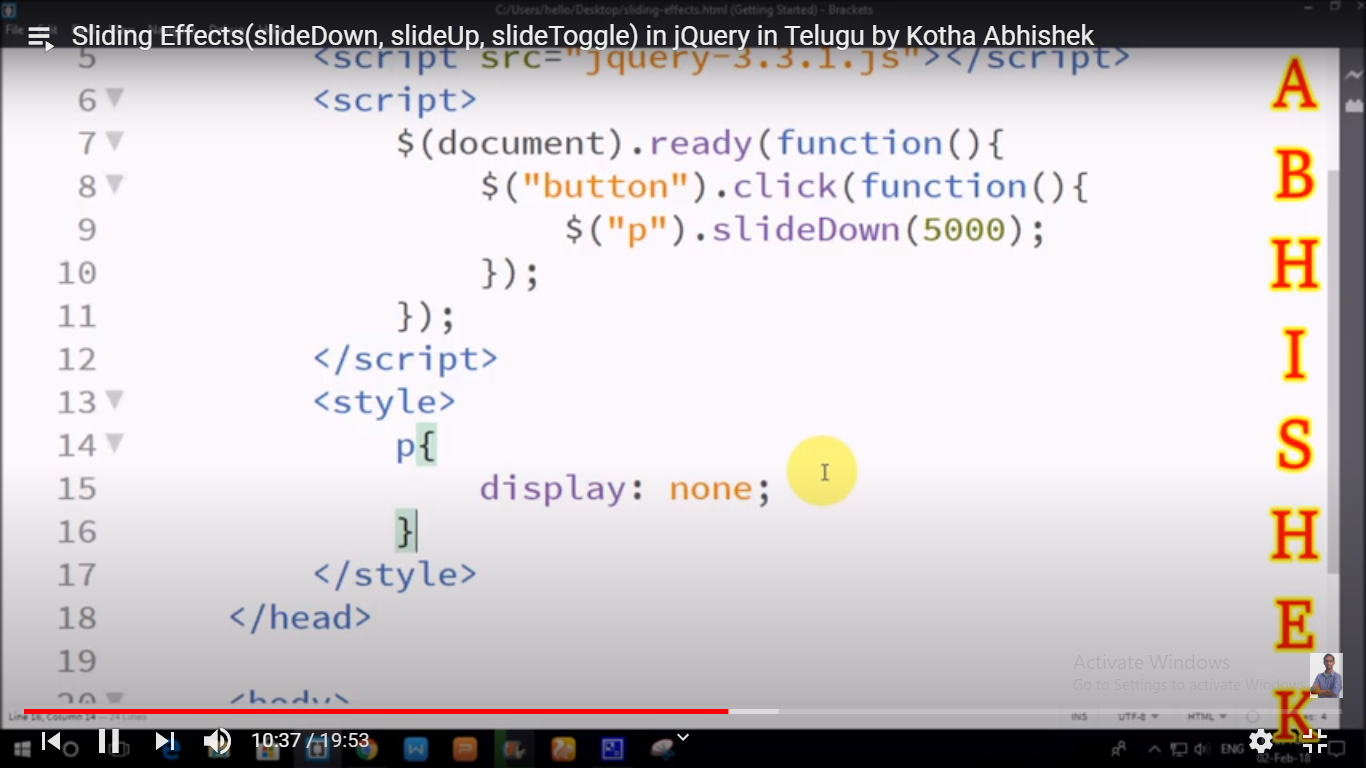 C:/Users/hello/Desktop/sliding-effects.html (Getting Started) - Brackets
File
Sliding Effects(slideDown, slideUp, slideToggle) in jQuery in Telugu by Kotha Abhishek
5 <script src="jquery-3.3.1.js"></script>
6 <script>
7 $(document).ready(function(){
8 $("button").click(function(){
9 $("p").slideDown(5000);
10 });
11 });
12 </script>
13 <style>
14 p{
15 display: none;
16 }
17 </style>
18 </head>
19
20 <body>
A
B
H
I
S
H
E
K
Activate Windows
Go to Settings to activate Windows
Line 16, Column 14 — 24 Lines
INS UTF-8 HTML 4
10:37 / 19:53
ENG
02-Feb-18